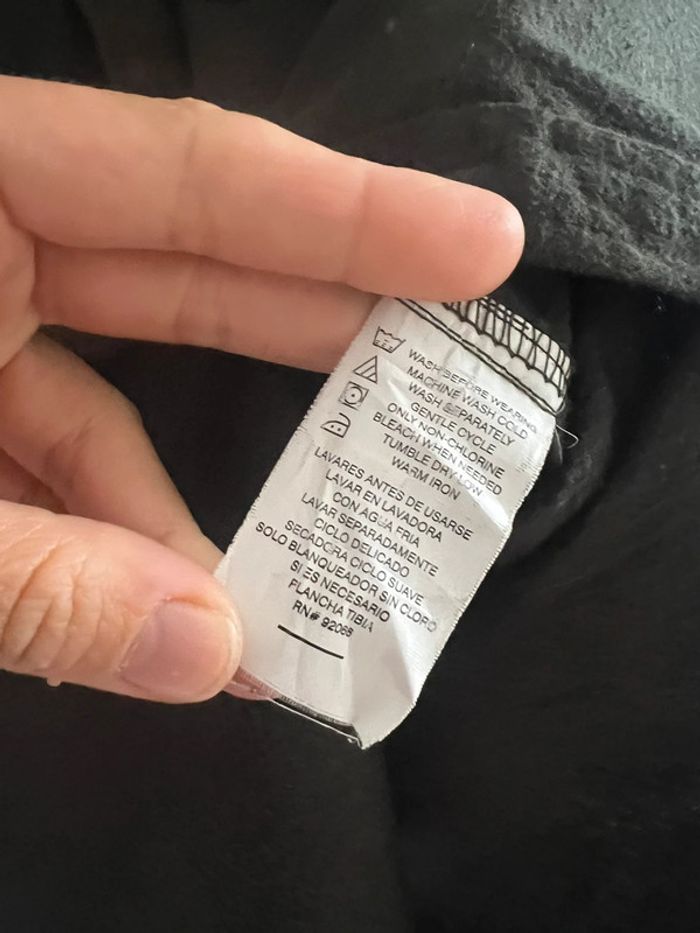 WASH BEFORE WEARING
MACHINE WASH COLD
WASH SEPARATELY
GENTLE CYCLE
ONLY NON-CHLORINE
BLEACH WHEN NEEDED
TUMBLE DRY LOW
WARM IRON
LAVARES ANTES DE USARSE
LAVAR EN LAVADORA
CON AGUA FRIA
LAVAR SEPARADAMENTE
CICLO DELICADO
SECADORA CICLO SUAVE
SOLO BLANQUEADOR SIN CLORO
SI ES NECESARIO
PLANCHA TIBIA
RN# 92068